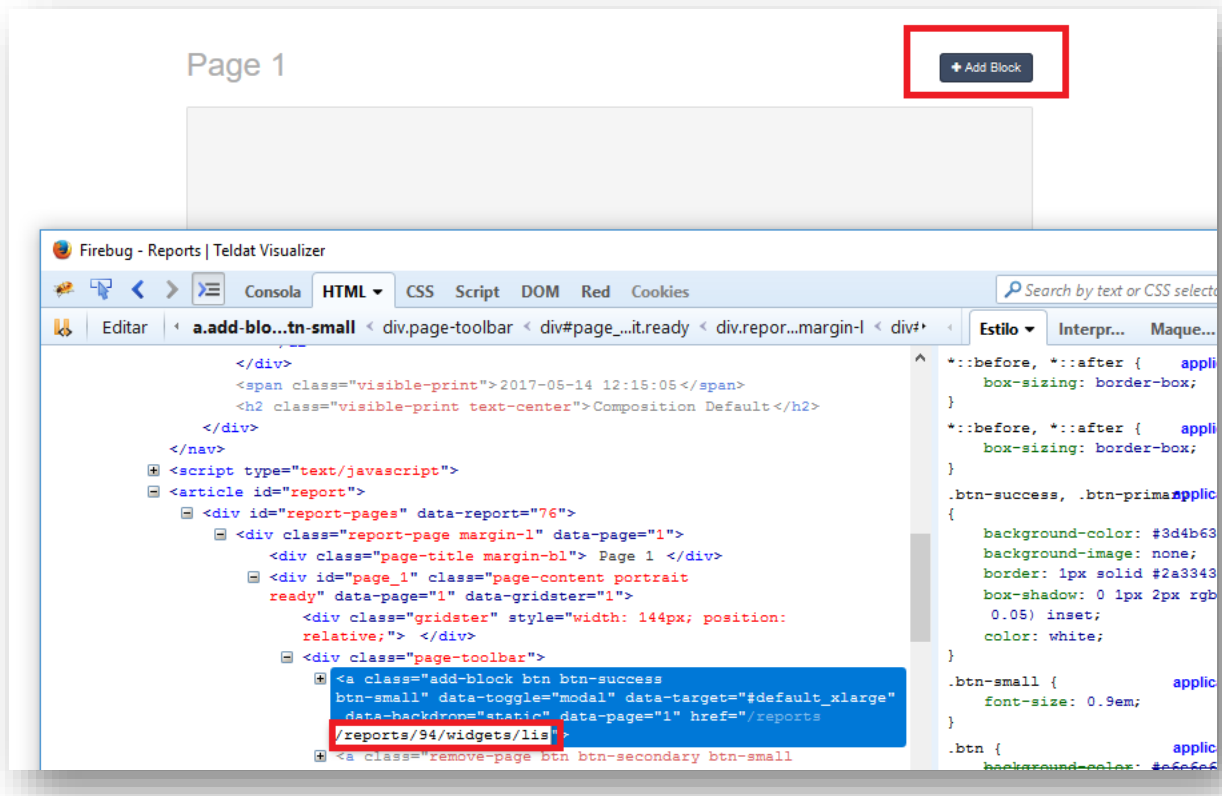 Page 1
+ Add Block
Firebug - Reports | Teldat Visualizer
Consola HTML CSS Script DOM Red Cookies
Search by text or CSS selecto
Editar a.add-blo...tn-small < div.page-toolbar < div#page_...it.ready < div.repor...margin-l < div#
Estilo Interpr... Maque...
</div>
<span class="visible-print">2017-05-14 12:15:05</span>
<h2 class="visible-print text-center">Composition Default</h2>
</div>
</nav>
<script type="text/javascript">
<article id="report">
<div id="report-pages" data-report="76">
<div class="report-page margin-l" data-page="1">
<div class="page-title margin-bl"> Page 1 </div>
<div id="page_1" class="page-content portrait
ready" data-page="1" data-gridster="1">
<div class="gridster" style="width: 144px; position:
relative;"> </div>
<div class="page-toolbar">
<a class="add-block btn btn-success
btn-small" data-toggle="modal" data-target="#default_xlarge"
data-backdrop="static" data-page="1" href="/reports
/reports/94/widgets/lis">
<a class="remove-page btn btn-secondary btn-small
*::before, *::after { appli
box-sizing: border-box;
}
*::before, *::after { appli
box-sizing: border-box;
}
.btn-success, .btn-primary applic
{
background-color: #3d4b63
background-image: none;
border: 1px solid #2a3343
box-shadow: 0 1px 2px rgb
0.05) inset;
color: white;
}
.btn-small { applic
font-size: 0.9em;
}
.btn { applic
background-color: #e6e6e6